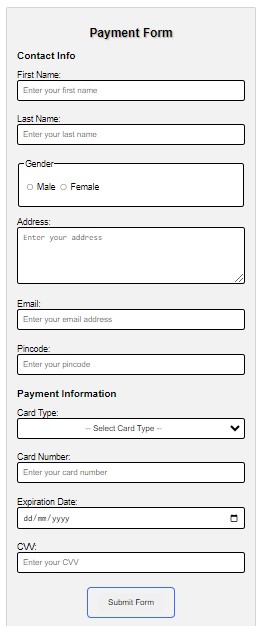 Payment Form
Contact Info
First Name:
Enter your first name
Last Name:
Enter your last name
Gender
Male Female
Address:
Enter your address
Email:
Enter your email address
Pincode:
Enter your pincode
Payment Information
Card Type:
-- Select Card Type --
Card Number:
Enter your card number
Expiration Date:
dd/mm/yyyy
CVV:
Enter your CVV
Submit Form